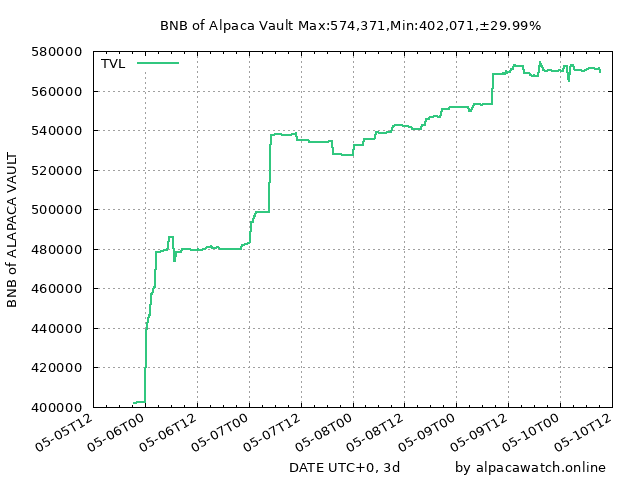 BNB of Alpaca Vault Max:574,371,Min:402,071,±29.99%
TVL
580000
560000
540000
520000
500000
480000
460000
440000
420000
400000
BNB of ALAPACA VAULT
05-05T12
05-06T00
05-06T12
05-07T00
05-07T12
05-08T00
05-08T12
05-09T00
05-09T12
05-10T00
05-10T12
DATE UTC+0, 3d
by alpacawatch.online